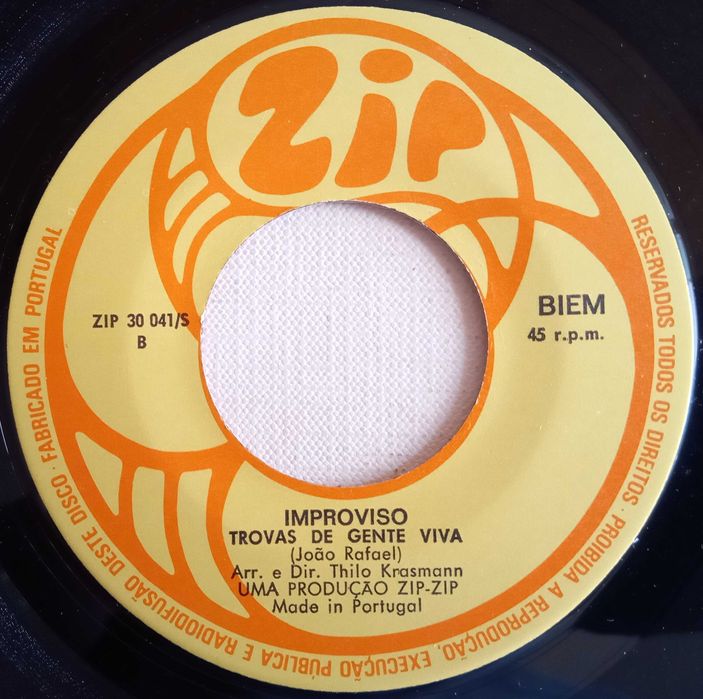 Zip
ZIP 30 041/S
B
BIEM
45 r.p.m.
IMPROVISO
TROVAS DE GENTE VIVA
(João Rafael)
Arr. e Dir. Thilo Krasmann
UMA PRODUÇÃO ZIP-ZIP
Made in Portugal
RESERVADOS TODOS OS DIREITOS · PROIBIDA A REPRODUÇÃO, EXECUÇÃO PÚBLICA E RADIODIFUSÃO DESTE DISCO · FABRICADO EM PORTUGAL